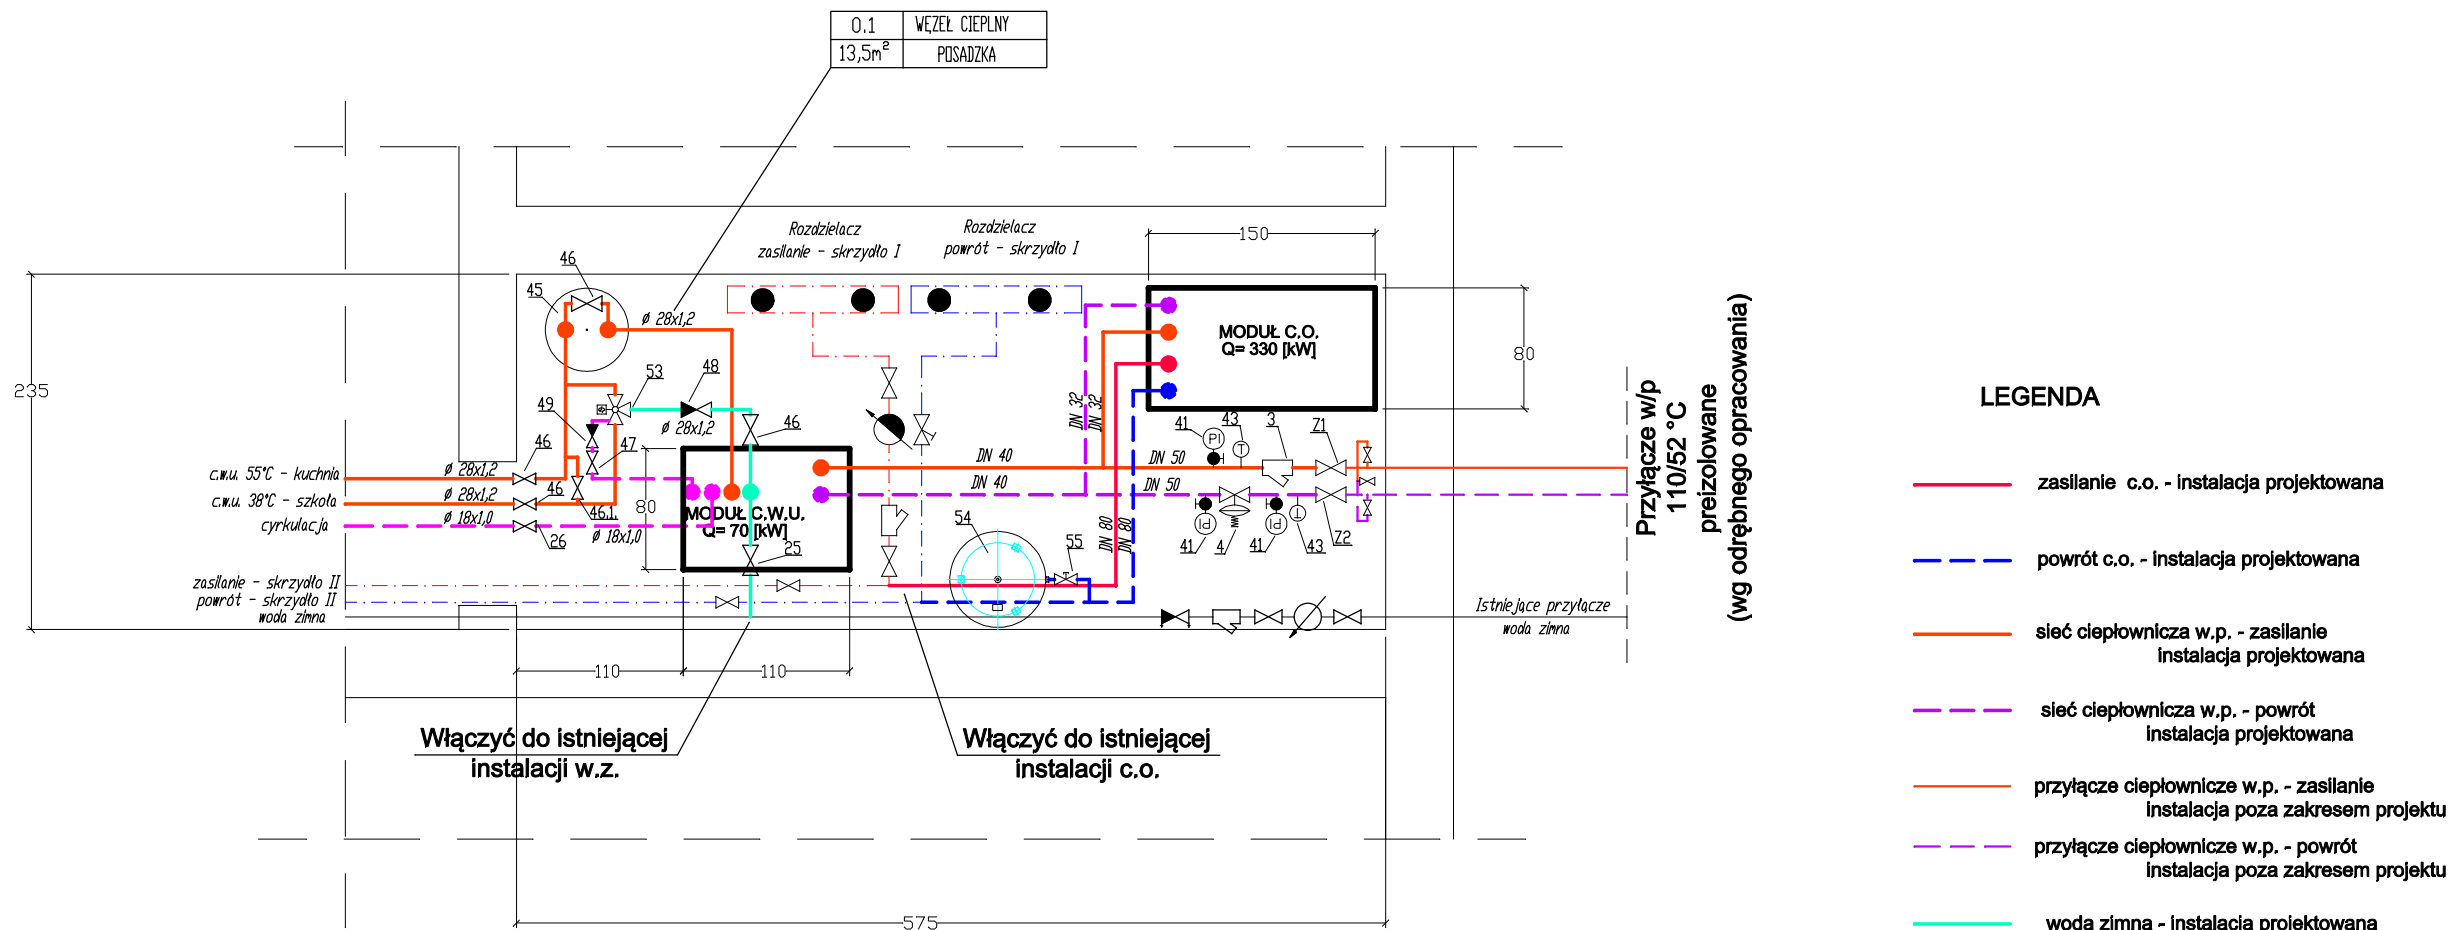 0.1 WĘZEŁ CIEPLNY
13,5m² POSADZKA
Rozdzielacz
zasilanie - skrzydło I
Rozdzielacz
powrót - skrzydło I
150
46
45
ø 28x1,2
MODUŁ C.O.
Q= 330 [kW]
80
235
53
48
49
ø 28x1,2
46
47
46
DN 32
DN 32
41
PI
43
T
3
Z1
c.w.u. 55°C - kuchnia
ø 28x1,2
DN 40
DN 50
c.w.u. 38°C - szkoła
ø 28x1,2
46
46.1
DN 40
DN 50
cyrkulacja
ø 18x1,0
26
ø 18x1,0
80
MODUŁ C.W.U.
Q= 70 [kW]
25
54
55
DN 80
DN 80
PI
41
4
PI
41
T
43
Z2
zasilanie - skrzydło II
powrót - skrzydło II
woda zimna
Istniejące przyłącze
woda zimna
110
110
Włączyć do istniejącej
instalacji w.z.
Włączyć do istniejącej
instalacji c.o.
575
Przyłącze w/p
110/52 °C
preizolowane
(wg odrębnego opracowania)
LEGENDA
zasilanie c.o. - instalacja projektowana
powrót c.o. - instalacja projektowana
sieć ciepłownicza w.p. - zasilanie
instalacja projektowana
sieć ciepłownicza w.p. - powrót
instalacja projektowana
przyłącze ciepłownicze w.p. - zasilanie
instalacja poza zakresem projektu
przyłącze ciepłownicze w.p. - powrót
instalacja poza zakresem projektu
woda zimna - instalacja projektowana